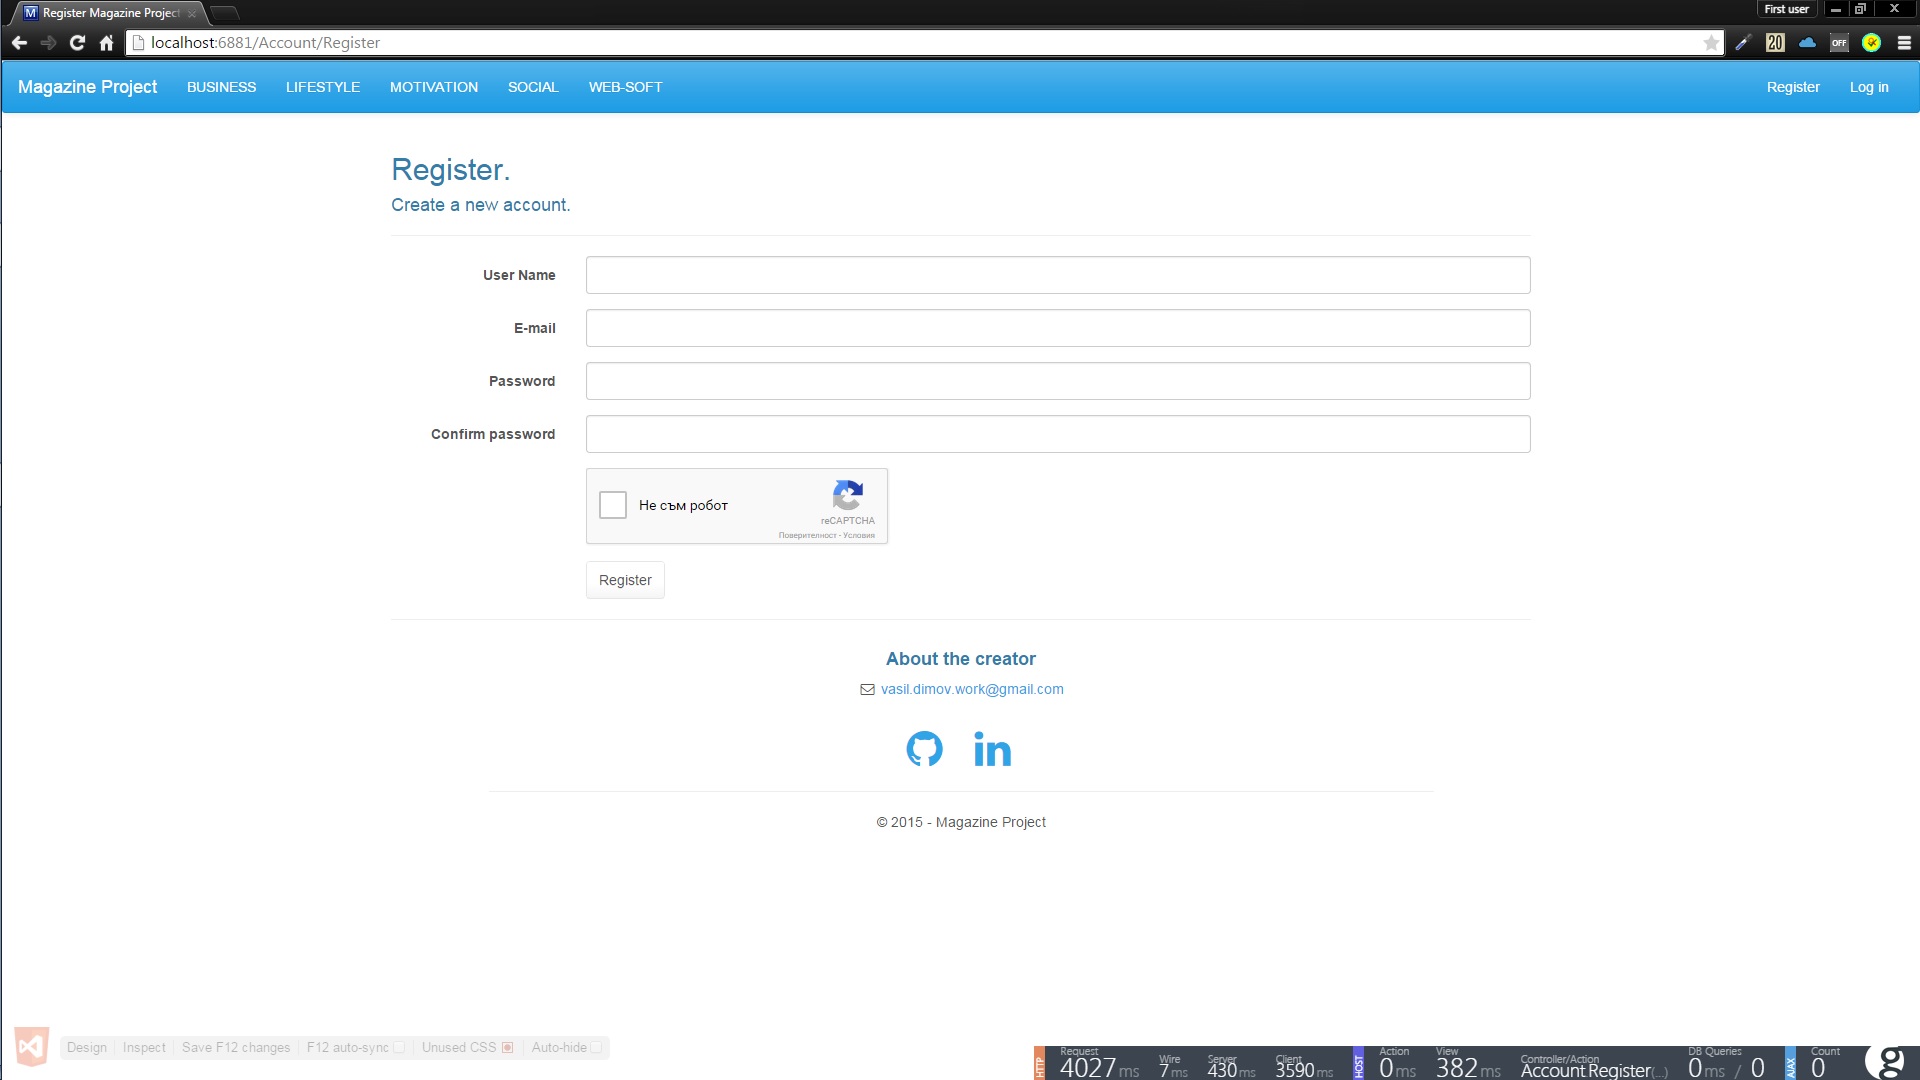 Register Magazine Project
First user
localhost:6881/Account/Register
20
OFF
Magazine Project BUSINESS LIFESTYLE MOTIVATION SOCIAL WEB-SOFT Register Log in
Register.
Create a new account.
User Name
E-mail
Password
Confirm password
Не съм робот
reCAPTCHA
Поверителност - Условия
Register
About the creator
vasil.dimov.work@gmail.com
in
© 2015 - Magazine Project
Design Inspect Save F12 changes F12 auto-sync Unused CSS Auto-hide
HTTP Request 4027 ms Wire 7 ms Server 430 ms Client 3590 ms HOST Action 0 ms View 382 ms Controller/Action Account Register(...) DB Queries 0 ms / 0 AJAX Count 0 g